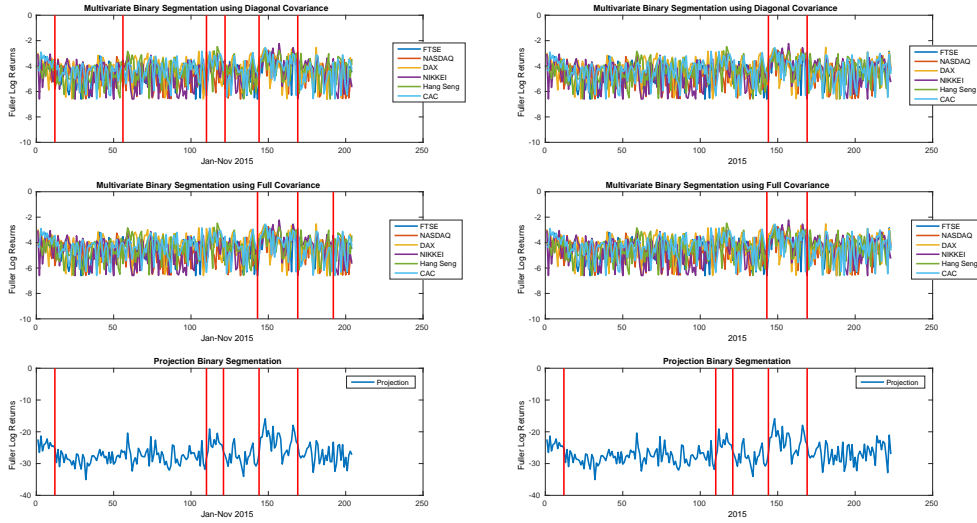 Multivariate Binary Segmentation using Diagonal Covariance
Fuller Log Returns
0
-2
-4
-6
-8
-10
0 50 100 150 200 250
Jan-Nov 2015
FTSE
NASDAQ
DAX
NIKKEI
Hang Seng
CAC
Multivariate Binary Segmentation using Diagonal Covariance
Fuller Log Returns
0
-2
-4
-6
-8
-10
0 50 100 150 200 250
2015
FTSE
NASDAQ
DAX
NIKKEI
Hang Seng
CAC
Multivariate Binary Segmentation using Full Covariance
Fuller Log Returns
0
-2
-4
-6
-8
-10
0 50 100 150 200 250
Jan-Nov 2015
FTSE
NASDAQ
DAX
NIKKEI
Hang Seng
CAC
Multivariate Binary Segmentation using Full Covariance
Fuller Log Returns
0
-2
-4
-6
-8
-10
0 50 100 150 200 250
2015
FTSE
NASDAQ
DAX
NIKKEI
Hang Seng
CAC
Projection Binary Segmentation
Fuller Log Returns
0
-10
-20
-30
-40
0 50 100 150 200 250
Jan-Nov 2015
Projection
Projection Binary Segmentation
Fuller Log Returns
0
-10
-20
-30
-40
0 50 100 150 200 250
2015
Projection